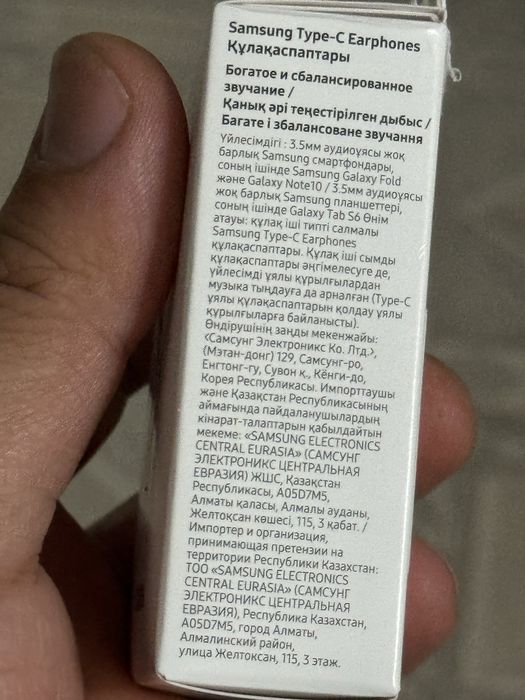 Samsung Type-C Earphones
Құлақаспаптары
Богатое и сбалансированное
звучание /
Қанық әрі теңестірілген дыбыс /
Багате і збалансоване звучання
Үйлесімдігі : 3.5мм аудиоұясы жоқ
барлық Samsung смартфондары,
соның ішінде Samsung Galaxy Fold
және Galaxy Note10 / 3.5мм аудиоұясы
жоқ барлық Samsung планшеттері,
соның ішінде Galaxy Tab S6 Өнім
атауы: құлақ іші типті салмалы
Samsung Type-C Earphones
құлақаспаптары. Құлақ іші сымды
құлақаспаптары әңгімелесуге де,
үйлесімді ұялы құрылғылардан
музыка тыңдауға да арналған (Type-C
ұялы құлақаспаптарын қолдау ұялы
құрылғыларға байланысты).
Өндірушінің заңды мекенжайы:
«Самсунг Электроникс Ко. Лтд.»,
(Мэтан-донг) 129, Самсунг-ро,
Енгтонг-гу, Сувон қ., Кёнги-до,
Корея Республикасы. Импорттаушы
және Қазақстан Республикасының
аймағында пайдаланушылардың
кінарат-талаптарын қабылдайтын
мекеме: «SAMSUNG ELECTRONICS
CENTRAL EURASIA» (САМСУНГ
ЭЛЕКТРОНИКС ЦЕНТРАЛЬНАЯ
ЕВРАЗИЯ) ЖШС, Қазақстан
Республикасы, A05D7M5,
Алматы қаласы, Алмалы ауданы,
Желтоқсан көшесі, 115, 3 қабат. /
Импортер и организация,
принимающая претензии на
территории Республики Казахстан:
ТОО «SAMSUNG ELECTRONICS
CENTRAL EURASIA» (САМСУНГ
ЭЛЕКТРОНИКС ЦЕНТРАЛЬНАЯ
ЕВРАЗИЯ), Республика Казахстан,
A05D7M5, город Алматы,
Алмалинский район,
улица Желтоксан, 115, 3 этаж.